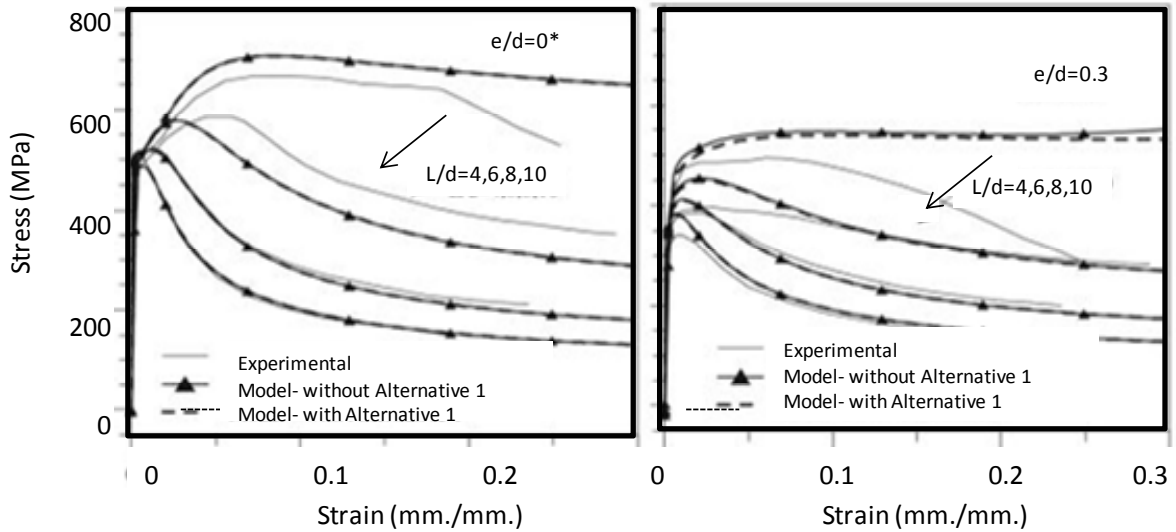 800
600
400
200
0
Stress (MPa)
e/d=0*
L/d=4,6,8,10
Experimental
Model- without Alternative 1
Model- with Alternative 1
0
0.1
0.2
Strain (mm./mm.)
e/d=0.3
L/d=4,6,8,10
Experimental
Model- without Alternative 1
Model- with Alternative 1
0
0.1
0.2
0.3
Strain (mm./mm.)